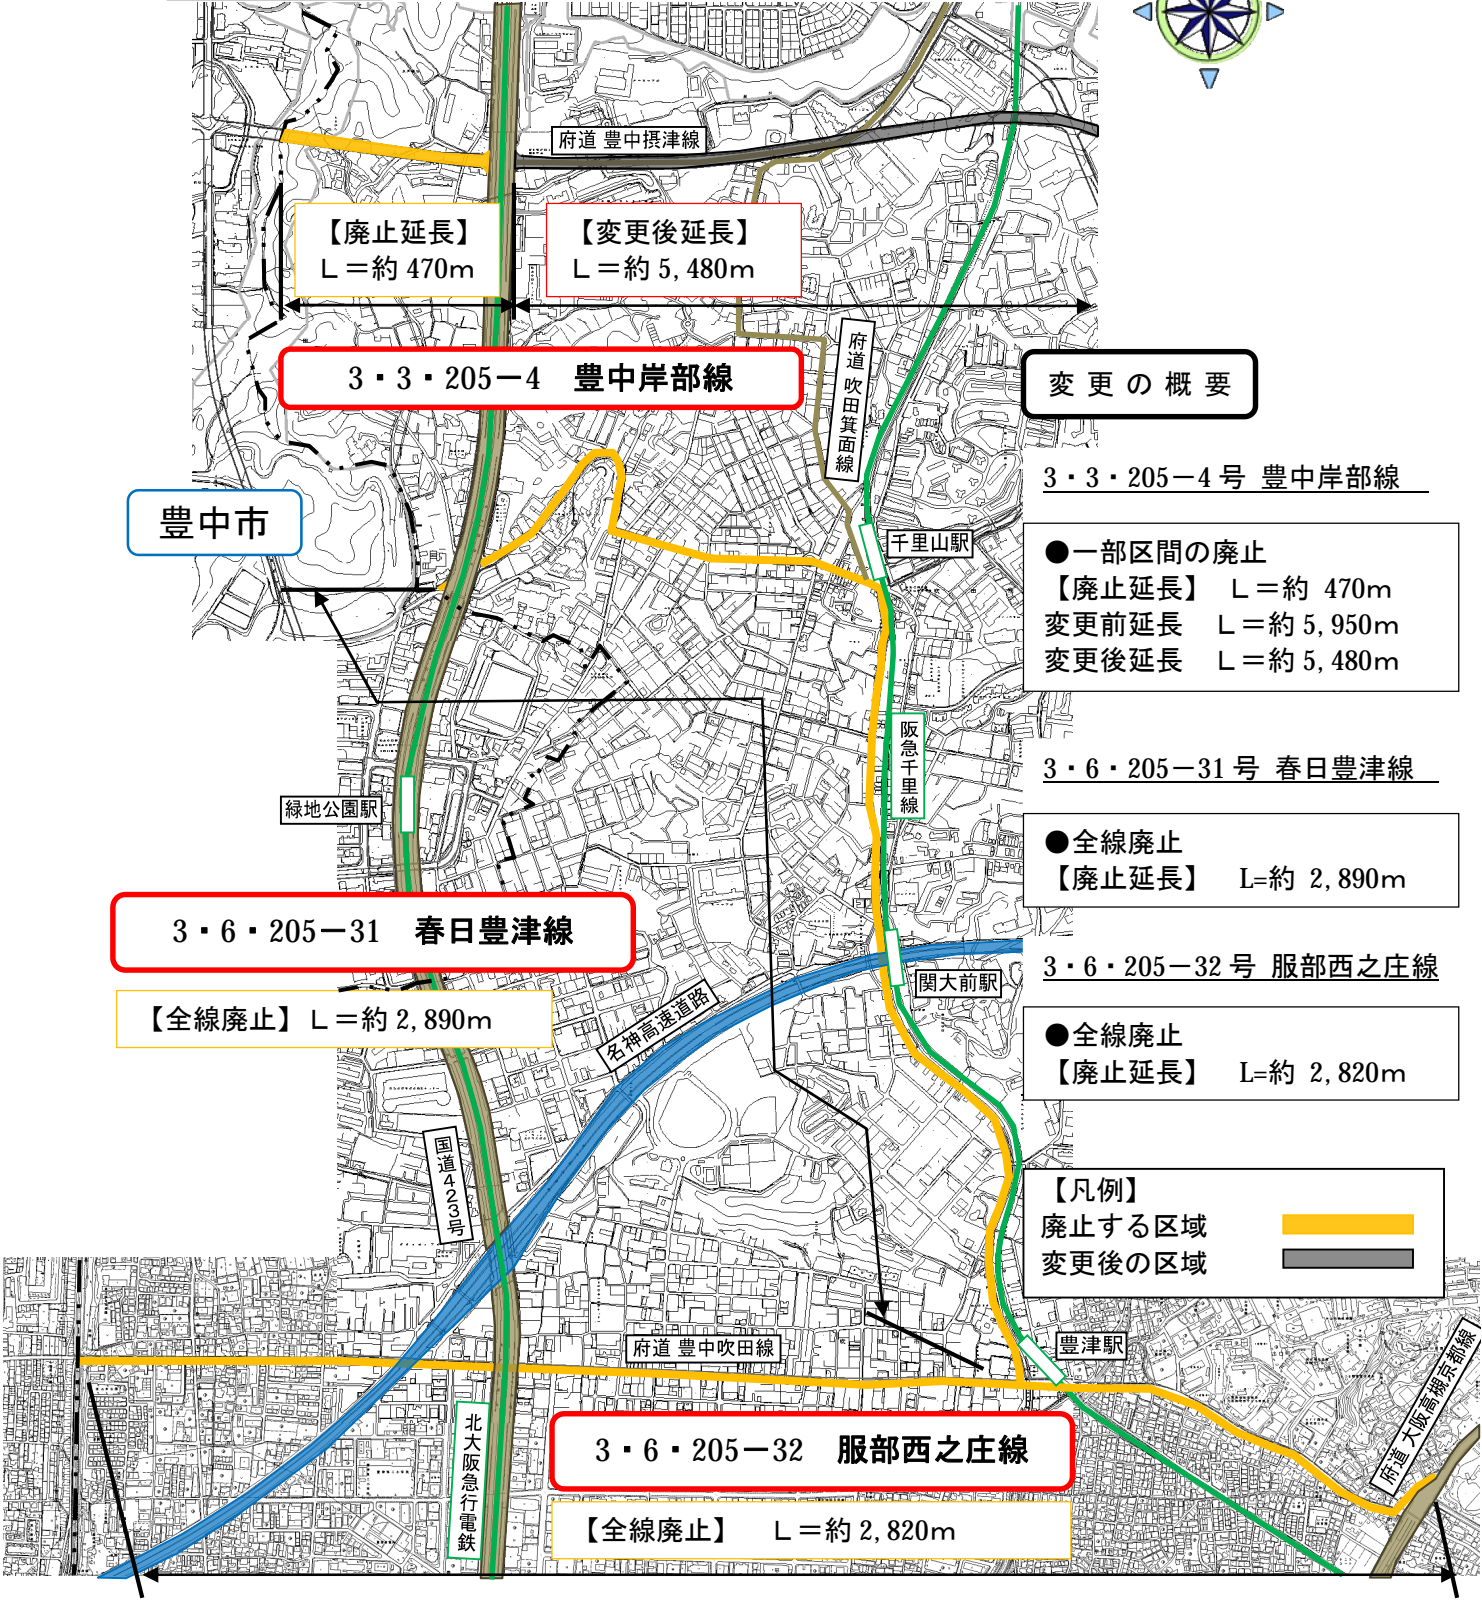 府道 豊中摂津線
【廃止延長】
L＝約 470m
【変更後延長】
L＝約 5,480m
3・3・205－4 豊中岸部線
府道 吹田箕面線
変更の概要
3・3・205－4号 豊中岸部線
豊中市
千里山駅
●一部区間の廃止
【廃止延長】 L＝約 470m
変更前延長 L＝約 5,950m
変更後延長 L＝約 5,480m
阪急千里線
3・6・205－31号 春日豊津線
緑地公園駅
●全線廃止
【廃止延長】 L=約 2,890m
3・6・205－31 春日豊津線
3・6・205－32号 服部西之庄線
関大前駅
【全線廃止】L＝約 2,890m
名神高速道路
●全線廃止
【廃止延長】 L=約 2,820m
国道423号
【凡例】
廃止する区域
変更後の区域
府道 豊中吹田線
豊津駅
府道 大阪高槻京都線
北大阪急行電鉄
3・6・205－32 服部西之庄線
【全線廃止】 L＝約 2,820m